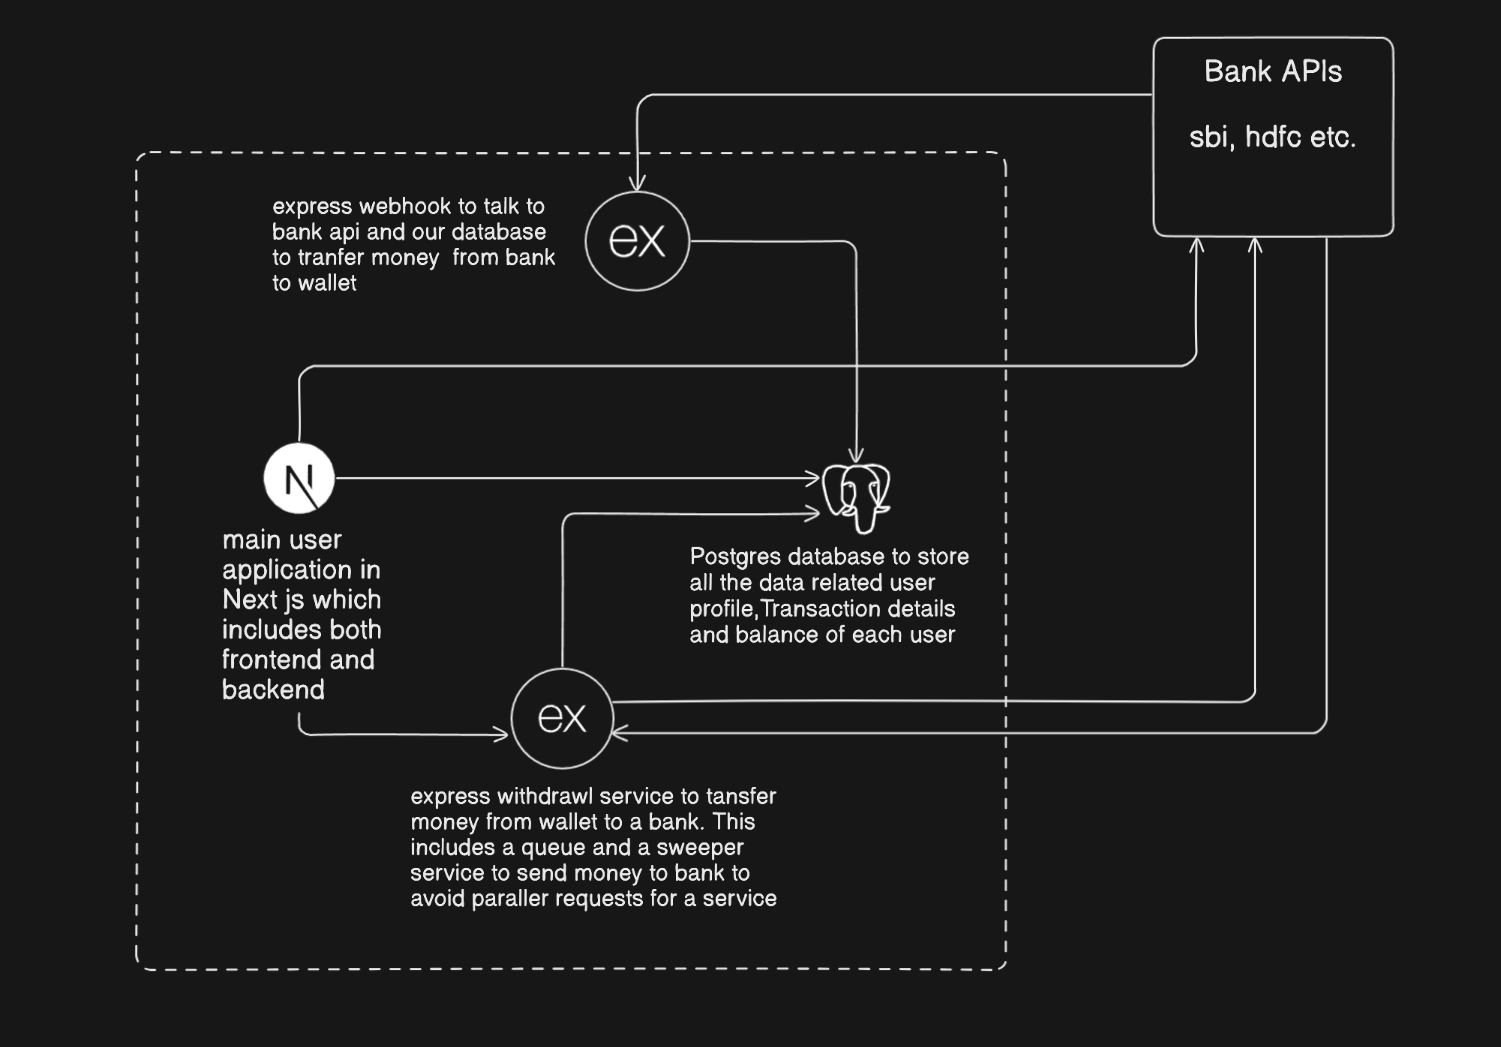 Bank APIs
sbi, hdfc etc.
express webhook to talk to
bank api and our database
to tranfer money  from bank
to wallet
ex
N
main user
application in
Next js which
includes both
frontend and
backend
Postgres database to store
all the data related user
profile,Transaction details
and balance of each user
ex
express withdrawl service to tansfer
money from wallet to a bank. This
includes a queue and a sweeper
service to send money to bank to
avoid paraller requests for a service